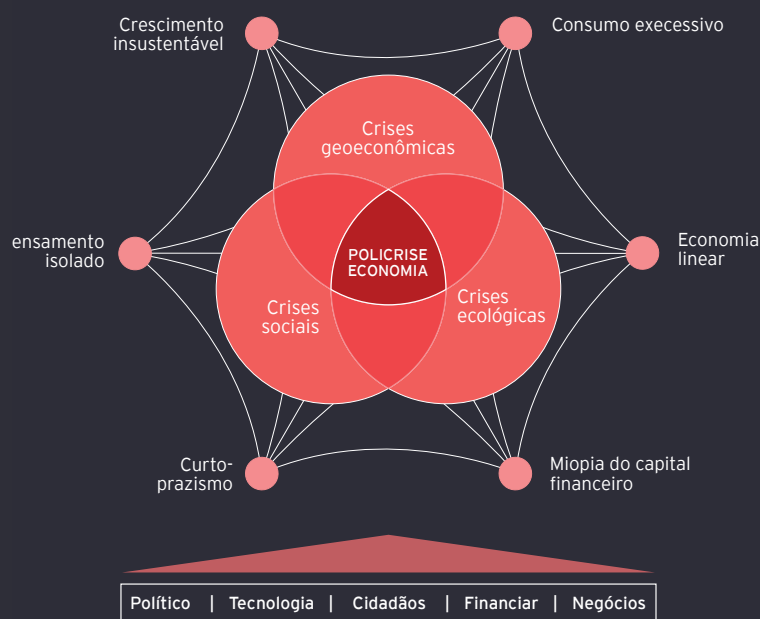 Crescimento
insustentável
Consumo execessivo
Crises
geoeconômicas
ensamento
isolado
POLICRISE
ECONOMIA
Economia
linear
Crises
sociais
Crises
ecológicas
Curto-
prazismo
Miopia do capital
financeiro
Político | Tecnologia | Cidadãos | Financiar | Negócios